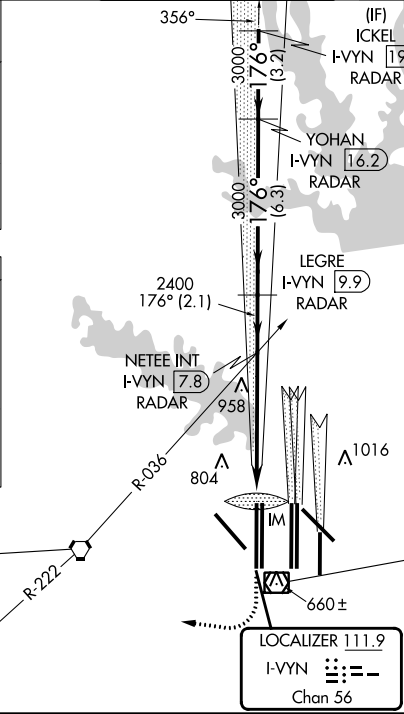 356°
(IF)
ICKEL
I-VYN
RADAR
3000
176°
(3.2)
YOHAN
I-VYN 16.2
RADAR
3000
176°
(6.3)
LEGRE
I-VYN 9.9
RADAR
2400
176° (2.1)
NETEE INT
I-VYN 7.8
RADAR
958
1016
804
R-036
IM
R-222
660±
LOCALIZER 111.9
I-VYN
Chan 56